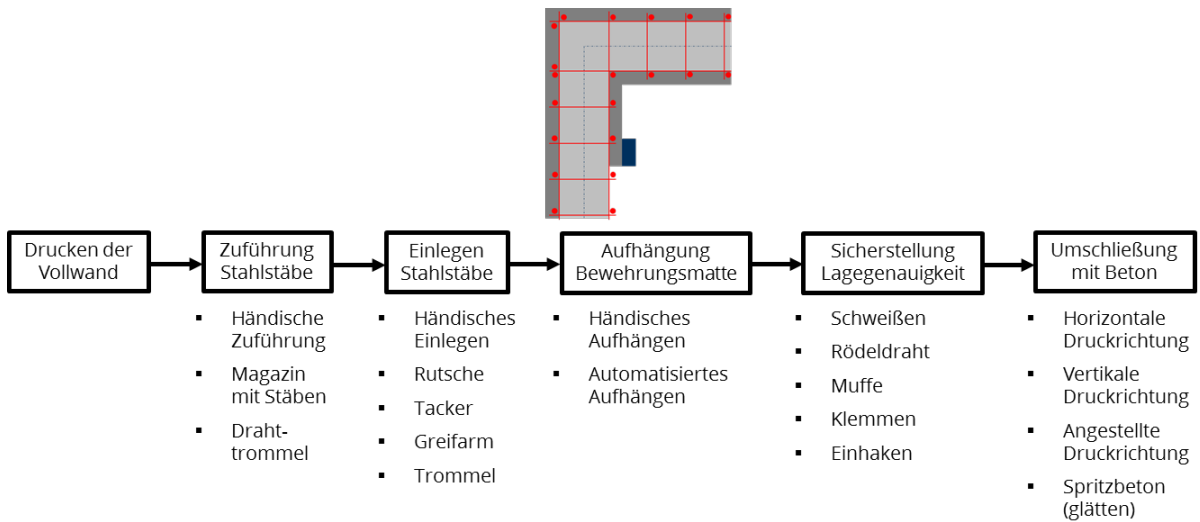 Drucken der
Vollwand
Zuführung
Stahlstäbe
Einlegen
Stahlstäbe
Aufhängung
Bewehrungsmatte
Sicherstellung
Lagegenauigkeit
Umschließung
mit Beton
▪ Händische
Zuführung
▪ Magazin
mit Stäben
▪ Draht-
trommel
▪ Händisches
Einlegen
▪ Rutsche
▪ Tacker
▪ Greifarm
▪ Trommel
▪ Händisches
Aufhängen
▪ Automatisiertes
Aufhängen
▪ Schweißen
▪ Rödeldraht
▪ Muffe
▪ Klemmen
▪ Einhaken
▪ Horizontale
Druckrichtung
▪ Vertikale
Druckrichtung
▪ Angestellte
Druckrichtung
▪ Spritzbeton
(glätten)